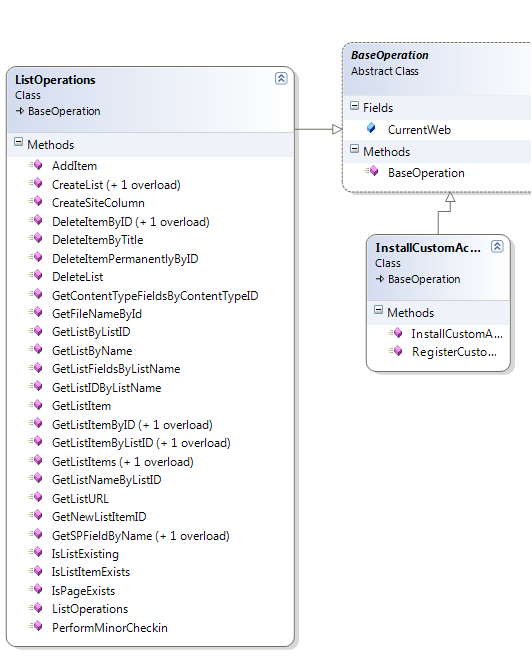 ListOperations
Class
BaseOperation
Methods
AddItem
CreateList (+ 1 overload)
CreateSiteColumn
DeleteItemByID (+ 1 overload)
DeleteItemByTitle
DeleteItemPermanentlyByID
DeleteList
GetContentTypeFieldsByContentTypeID
GetFileNameById
GetListByListID
GetListByName
GetListFieldsByListName
GetListIDByListName
GetListItem
GetListItemByID (+ 1 overload)
GetListItemByListID (+ 1 overload)
GetListItems (+ 1 overload)
GetListNameByListID
GetListURL
GetNewListItemID
GetSPFieldByName (+ 1 overload)
IsListExisting
IsListItemExists
IsPageExists
ListOperations
PerformMinorCheckin
BaseOperation
Abstract Class
Fields
CurrentWeb
Methods
BaseOperation
InstallCustomAc...
Class
BaseOperation
Methods
InstallCustomA...
RegisterCusto...